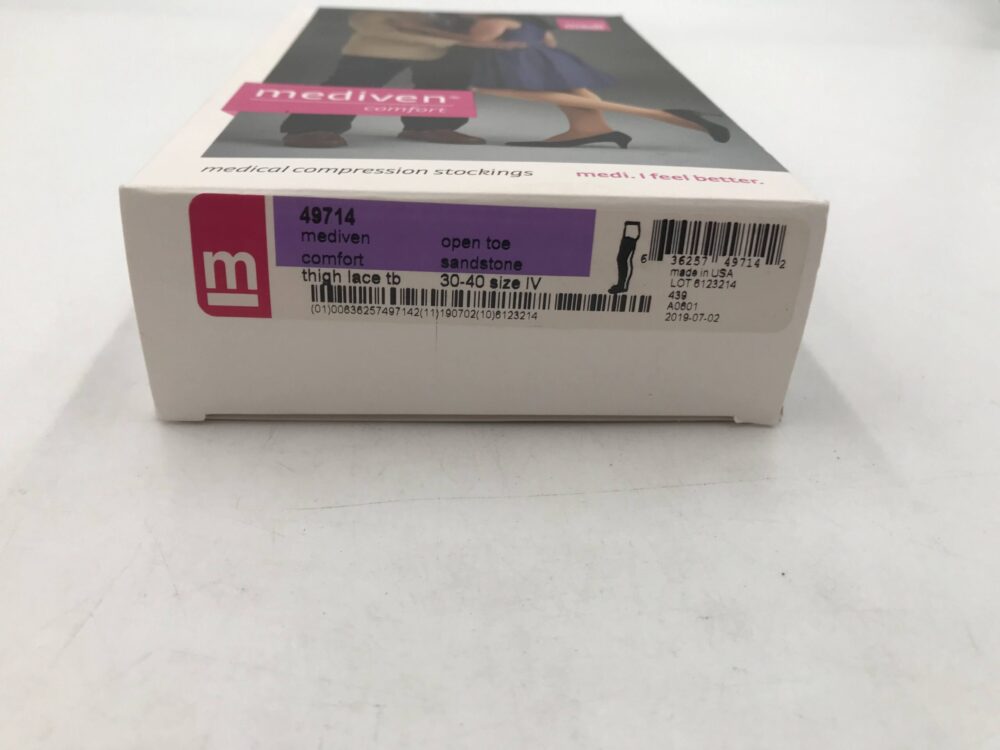 mediven
comfort
medical compression stockings
medi. I feel better.
m
49714
mediven
comfort
thigh lace tb
open toe
sandstone
30-40 size IV
(01)00636257497142(11)190702(10)6123214
6 36257 49714 2
made in USA
LOT 6123214
439
A0601
2019-07-02